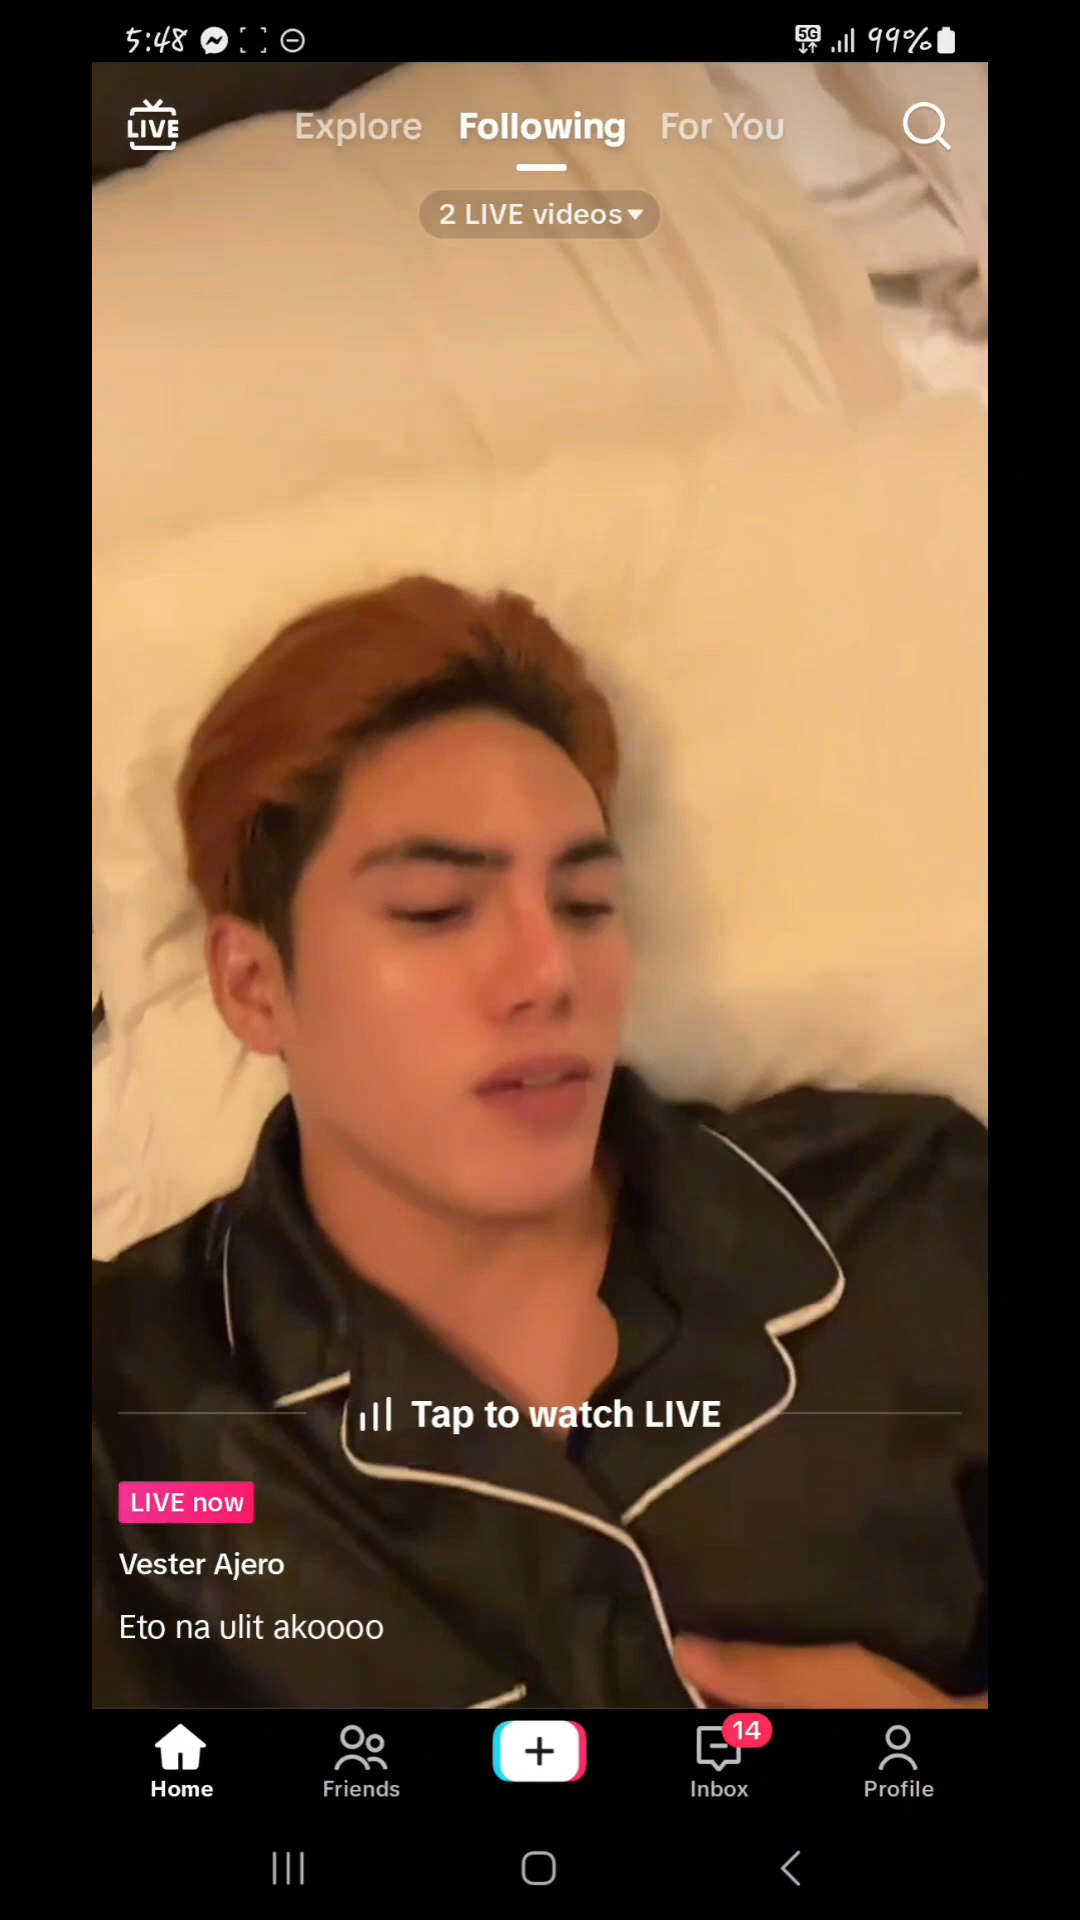 5:48
5G
99%
LIVE
Explore
Following
For You
2 LIVE videos
Tap to watch LIVE
LIVE now
Vester Ajero
Eto na ulit akoooo
14
Home
Friends
Inbox
Profile